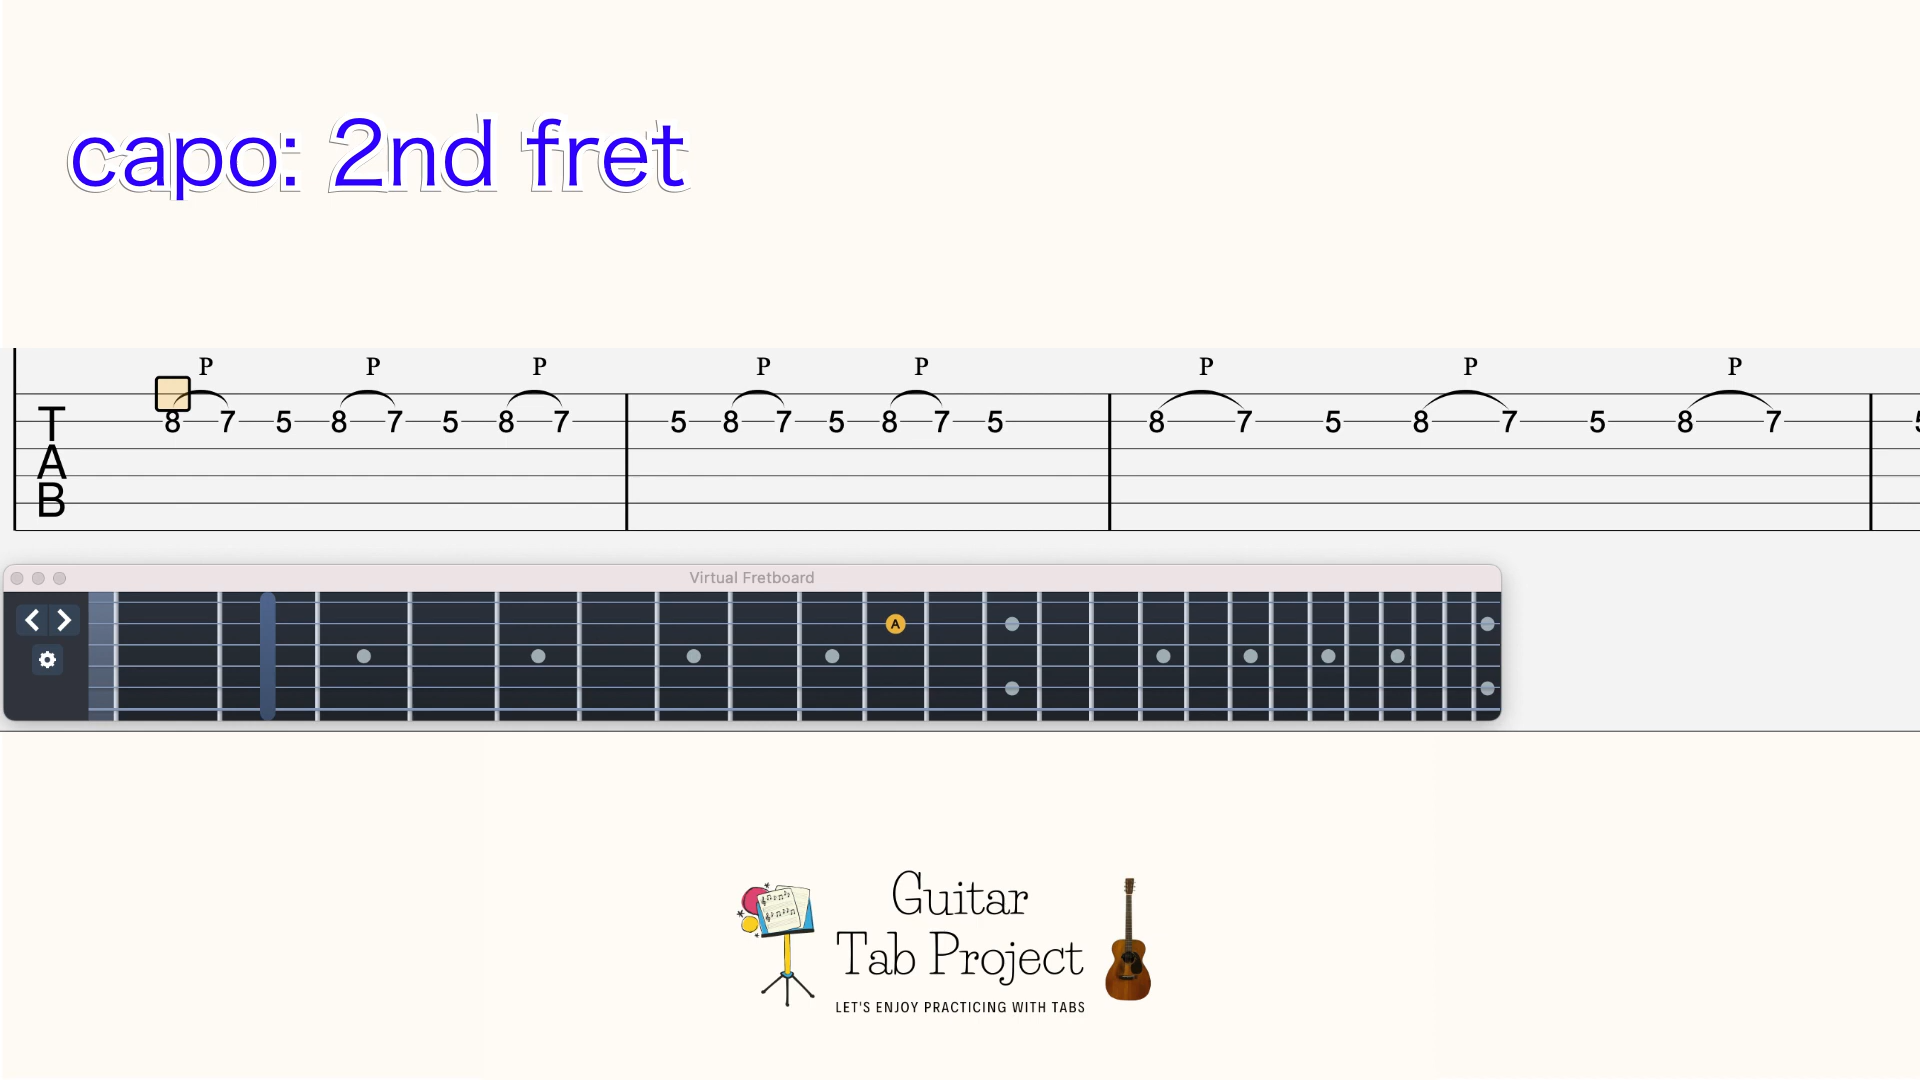 capo: 2nd fret
P P P P P P P P
T
A
B
8 7 5 8 7 5 8 7 5 8 7 5 8 7 5 8 7 5 8 7 5 8 7
Virtual Fretboard
A
Guitar
Tab Project
LET'S ENJOY PRACTICING WITH TABS